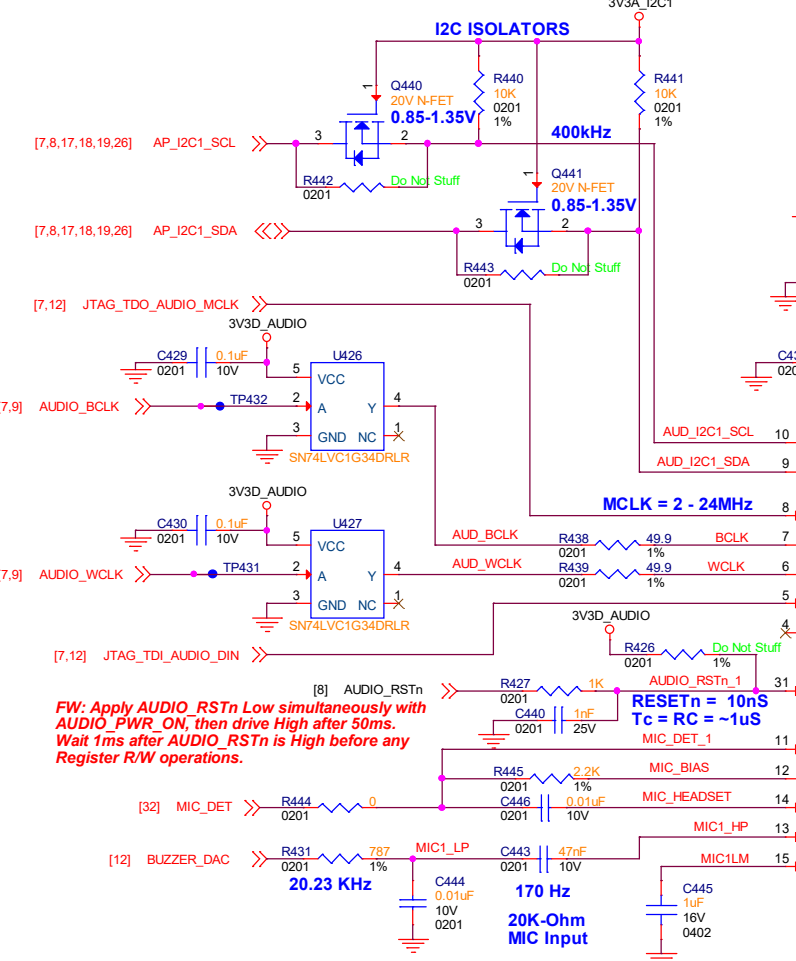 3V3A_I2C1
I2C ISOLATORS
1
Q440
20V N-FET
0.85-1.35V
R440
10K
0201
1%
R441
10K
0201
1%
[7,8,17,18,19,26] AP_I2C1_SCL
3
2
400kHz
R442
0201
Do Not Stuff
1
Q441
20V N-FET
0.85-1.35V
[7,8,17,18,19,26] AP_I2C1_SDA
3
2
R443
0201
Do Not Stuff
[7,12] JTAG_TDO_AUDIO_MCLK
3V3D_AUDIO
C429
0201
0.1uF
10V
U426
5
VCC
[7,9] AUDIO_BCLK
TP432
2
A
Y
4
3
GND
NC
1
SN74LVC1G34DRLR
AUD_I2C1_SCL 10
AUD_I2C1_SDA 9
3V3D_AUDIO
C430
0201
0.1uF
10V
U427
5
VCC
MCLK = 2 - 24MHz
8
AUD_BCLK
R438
0201
49.9
1%
BCLK
7
[7,9] AUDIO_WCLK
TP431
2
A
Y
4
AUD_WCLK
R439
0201
49.9
1%
WCLK
6
3
GND
NC
1
SN74LVC1G34DRLR
5
3V3D_AUDIO
4
[7,12] JTAG_TDI_AUDIO_DIN
R426
0201
Do Not Stuff
1%
[8] AUDIO_RSTn
R427
0201
1K
AUDIO_RSTn_1
31
RESETn = 10nS
Tc = RC = ~1uS
C440
0201
1nF
25V
FW: Apply AUDIO_RSTn Low simultaneously with
AUDIO_PWR_ON, then drive High after 50ms.
Wait 1ms after AUDIO_RSTn is High before any
Register R/W operations.
MIC_DET_1
11
R445
0201
2.2K
1%
MIC_BIAS
12
[32] MIC_DET
R444
0201
0
C446
0201
0.01uF
10V
MIC_HEADSET
14
MIC1_HP
13
[12] BUZZER_DAC
R431
0201
787
1%
MIC1_LP
C443
0201
47nF
10V
MIC1LM
15
20.23 KHz
C444
0.01uF
10V
0201
170 Hz
20K-Ohm
MIC Input
C445
1uF
16V
0402